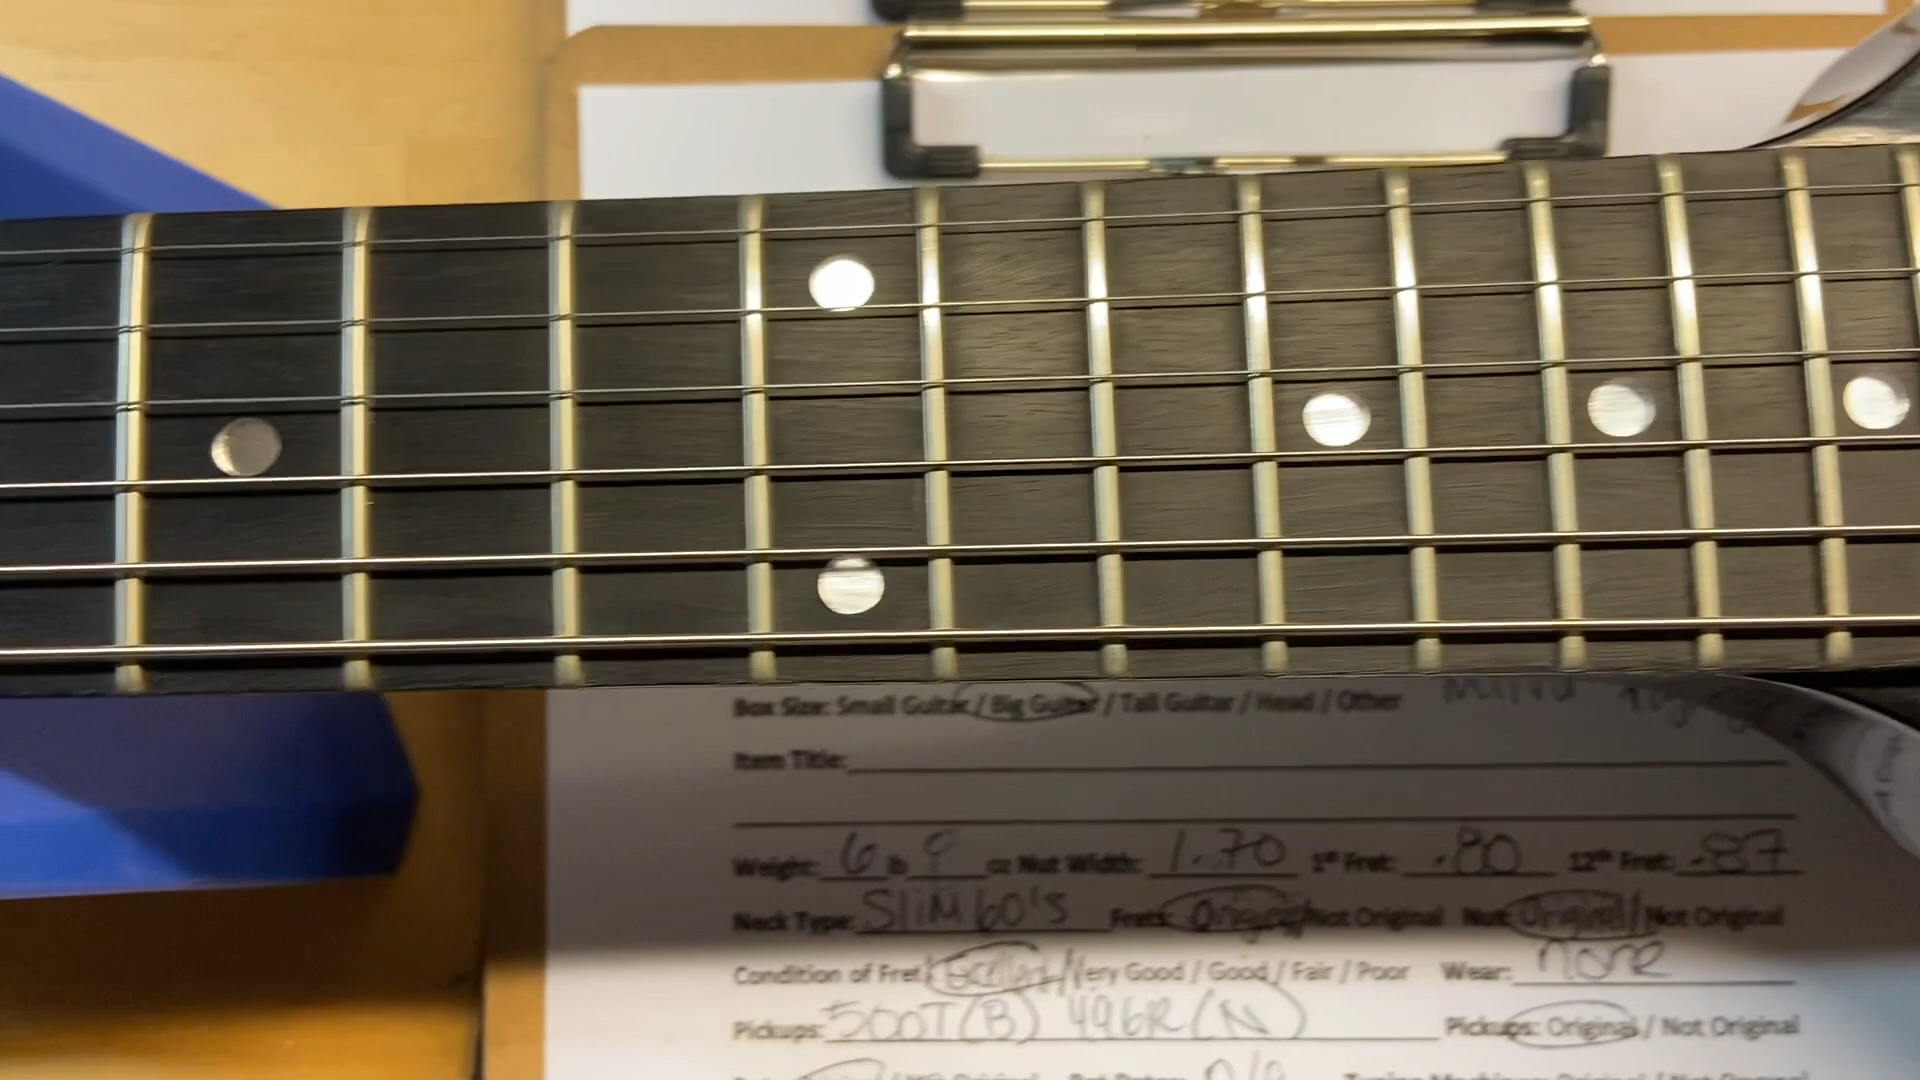 Box Size: Small Guitar / Big Guitar / Tall Guitar / Head / Other
Item Title:
Weight: 6 lb 9 oz Nut Width: 1.70 1st Fret: .80 12th Fret: .87
Neck Type: Slim 60's Frets: Original/Not Original Nut: Original/Not Original
Condition of Fret: Excellent/Very Good / Good / Fair / Poor Wear: none
Pickups: 500T (B) 496R (N) Pickups: Original / Not Original
n/a